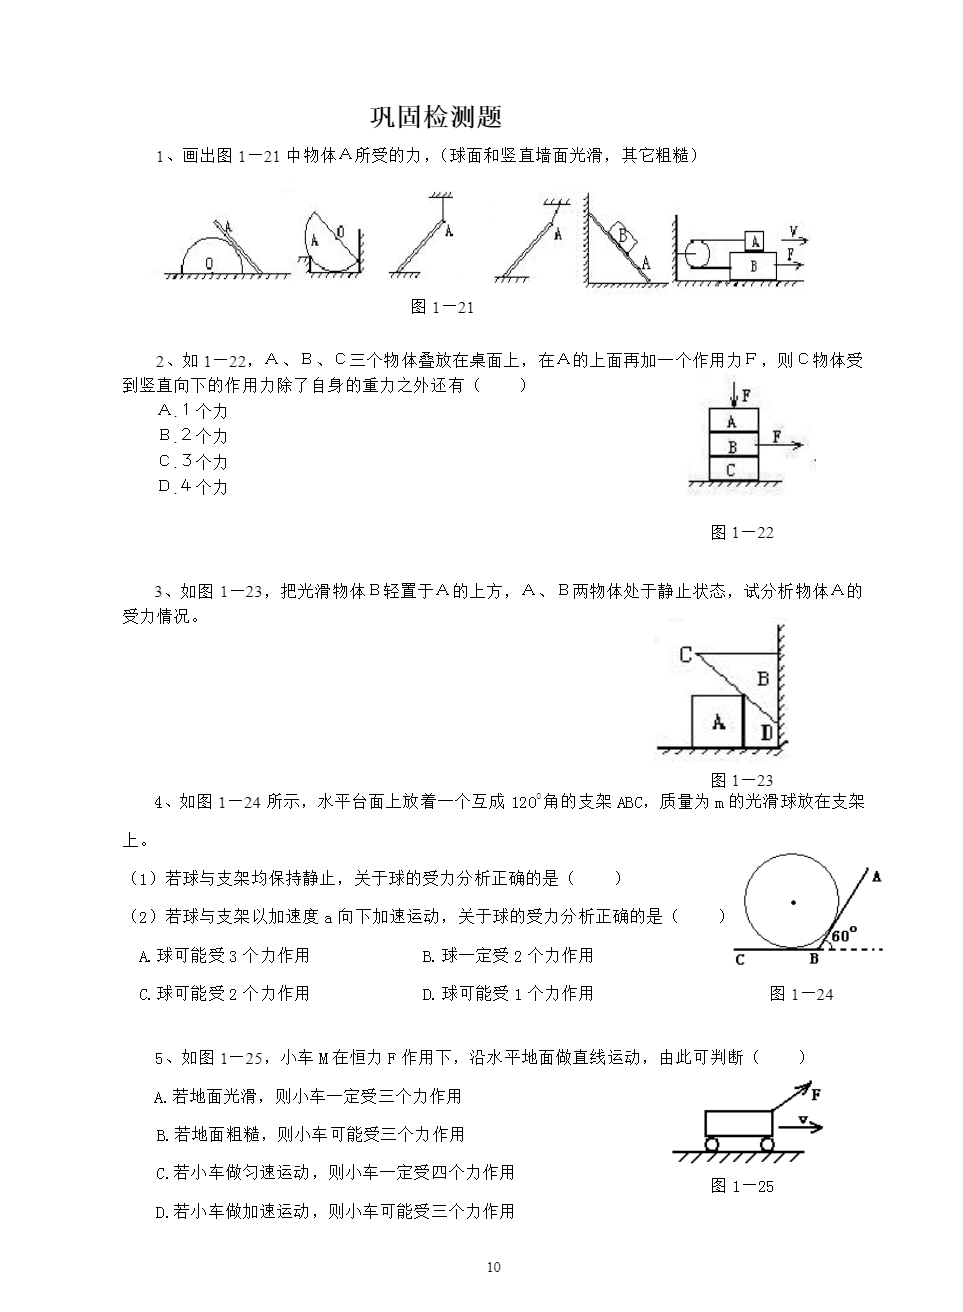 巩固检测题
1、画出图 1—21 中物体Ａ所受的力，（球面和竖直墙面光滑，其它粗糙）
A
O
A
O
A
A
B
A
A
B
V
F
图 1—21
2、如 1—22，Ａ、Ｂ、Ｃ三个物体叠放在桌面上，在Ａ的上面再加一个作用力Ｆ，则Ｃ物体受
到竖直向下的作用力除了自身的重力之外还有（　　）
Ａ.１个力
Ｂ.２个力
Ｃ.３个力
Ｄ.４个力
F
A
B
F
C
图 1—22
3、如图 1—23，把光滑物体Ｂ轻置于Ａ的上方，Ａ、Ｂ两物体处于静止状态，试分析物体Ａ的
受力情况。
C
B
A
D
图 1—23
4、如图 1—24 所示，水平台面上放着一个互成 120⁰角的支架 ABC，质量为 m 的光滑球放在支架
上。
（1）若球与支架均保持静止，关于球的受力分析正确的是（　　）
（2）若球与支架以加速度 a 向下加速运动，关于球的受力分析正确的是（　　）
A.球可能受 3 个力作用　　B.球一定受 2 个力作用
C.球可能受 2 个力作用　　D.球可能受 1 个力作用
A
60°
C
B
图 1—24
5、如图 1—25，小车 M 在恒力 F 作用下，沿水平地面做直线运动，由此可判断（　　）
A.若地面光滑，则小车一定受三个力作用
B.若地面粗糙，则小车可能受三个力作用
C.若小车做匀速运动，则小车一定受四个力作用
D.若小车做加速运动，则小车可能受三个力作用
F
v
图 1—25
10